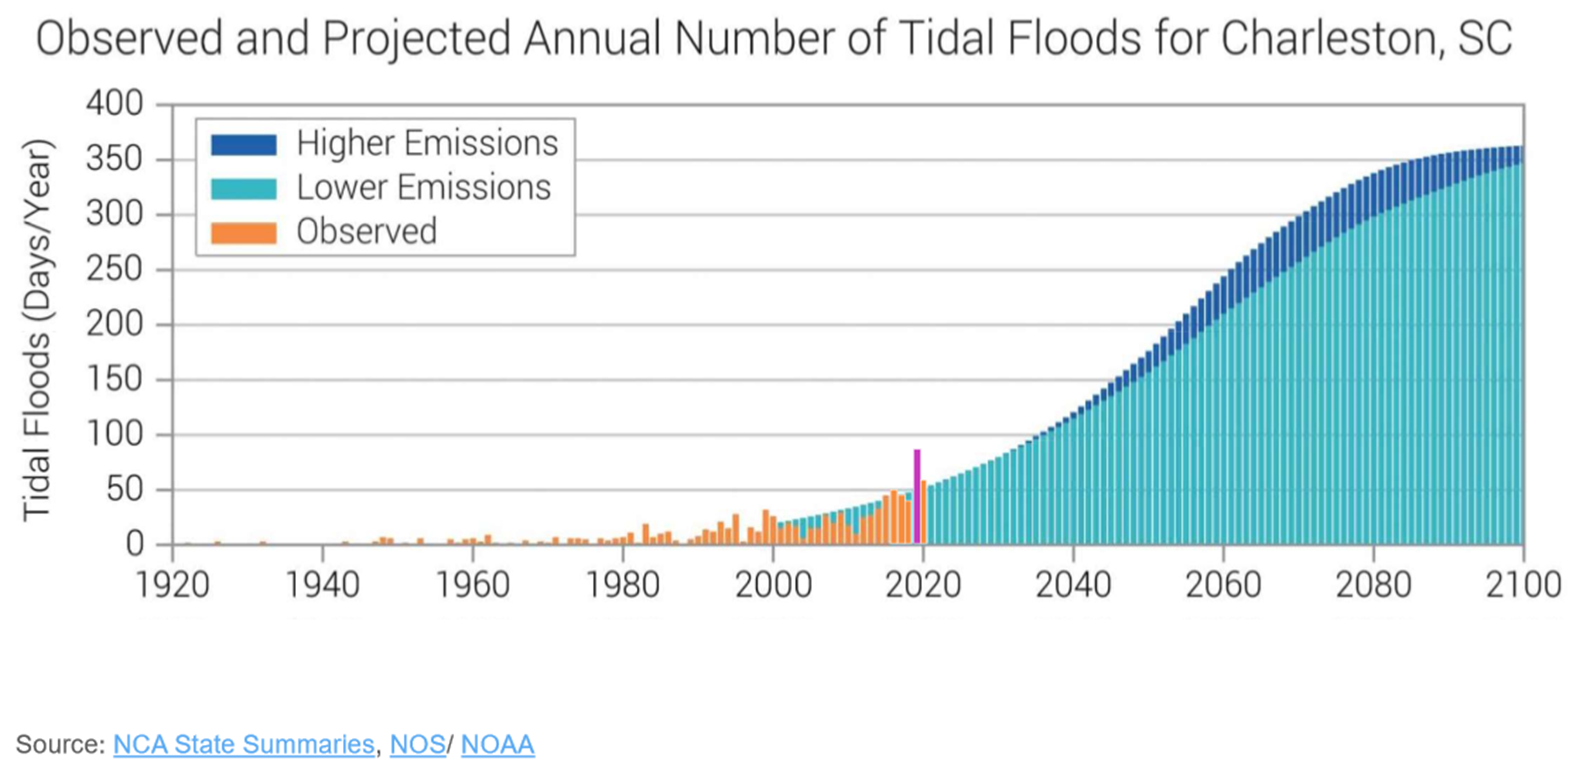 Observed and Projected Annual Number of Tidal Floods for Charleston, SC
Tidal Floods (Days/Year)
400
350
300
250
200
150
100
50
0
Higher Emissions
Lower Emissions
Observed
1920 1940 1960 1980 2000 2020 2040 2060 2080 2100
Source: NCA State Summaries, NOS/ NOAA